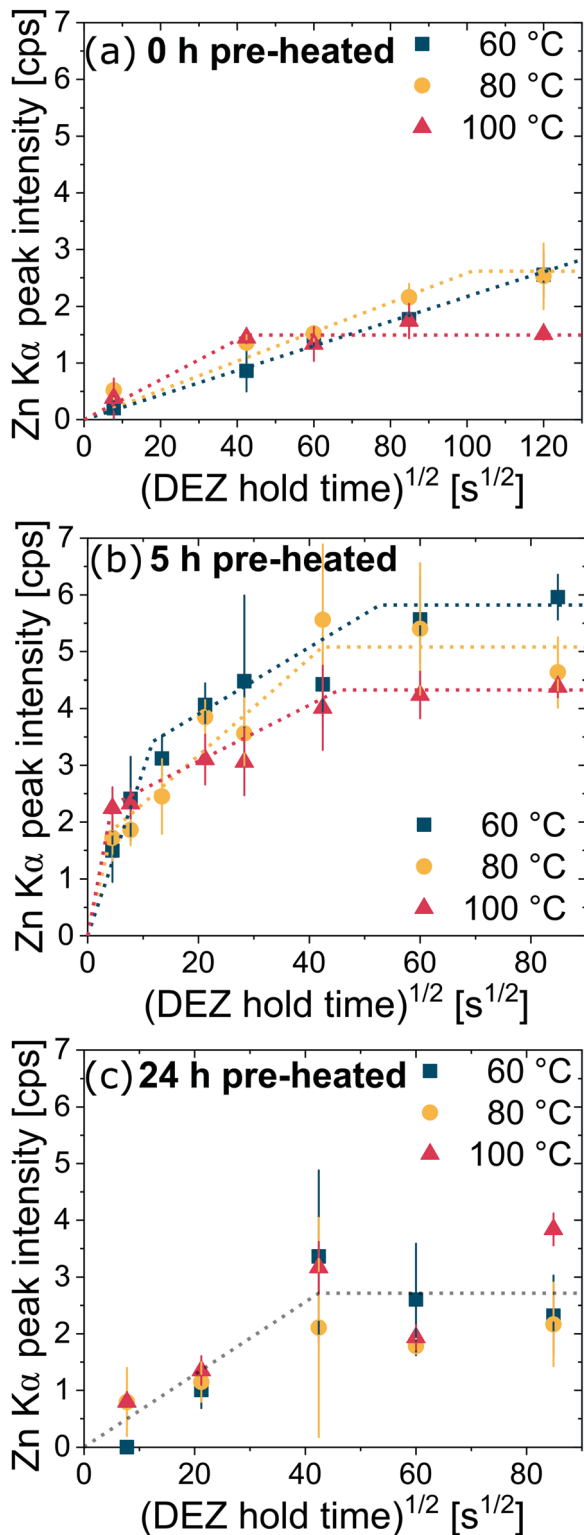 (a) 0 h pre-heated
60 °C
80 °C
100 °C
Zn Kα peak intensity [cps]
7
6
5
4
3
2
1
0
0 20 40 60 80 100 120
(DEZ hold time)^1/2 [s^1/2]
(b) 5 h pre-heated
Zn Kα peak intensity [cps]
7
6
5
4
3
2
1
0
60 °C
80 °C
100 °C
0 20 40 60 80
(DEZ hold time)^1/2 [s^1/2]
(c) 24 h pre-heated
60 °C
80 °C
100 °C
Zn Kα peak intensity [cps]
7
6
5
4
3
2
1
0
0 20 40 60 80
(DEZ hold time)^1/2 [s^1/2]